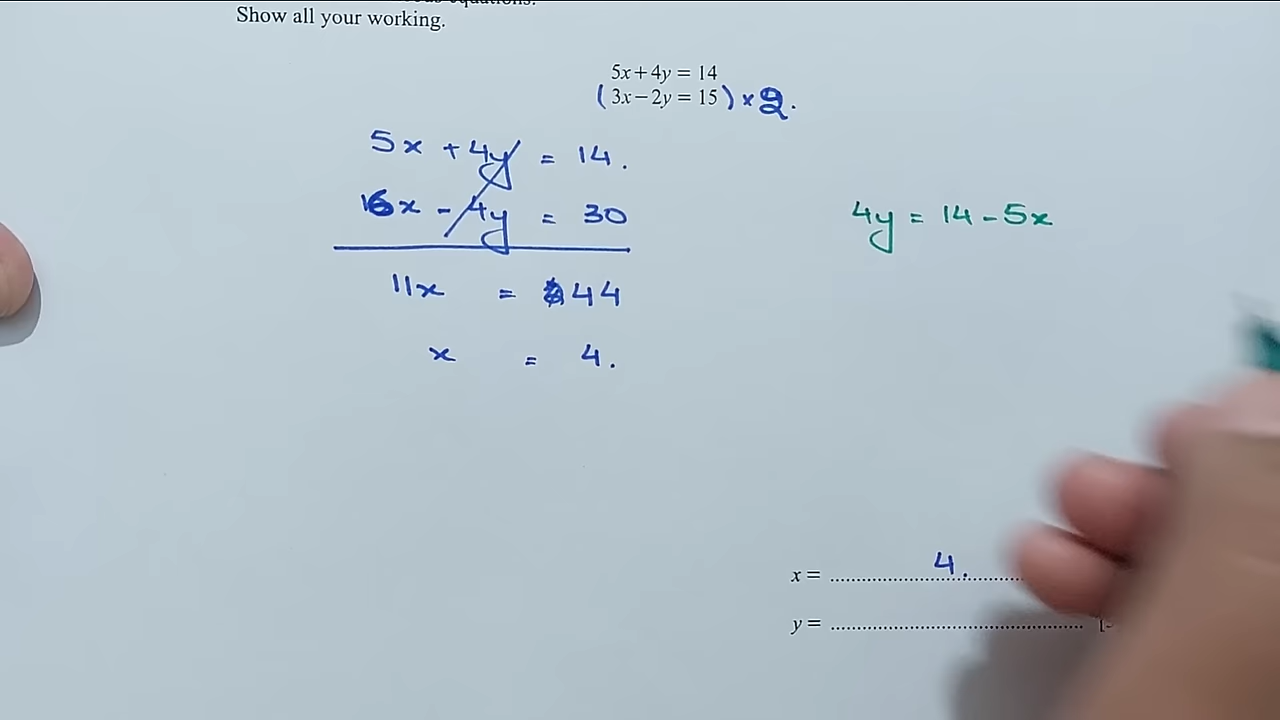 equations.
Show all your working.
5x+4y = 14
(3x−2y = 15) × 2.
5x + 4y = 14.
6x - 4y = 30
11x = 44
x = 4.
4y = 14 - 5x
x = 4.
y =